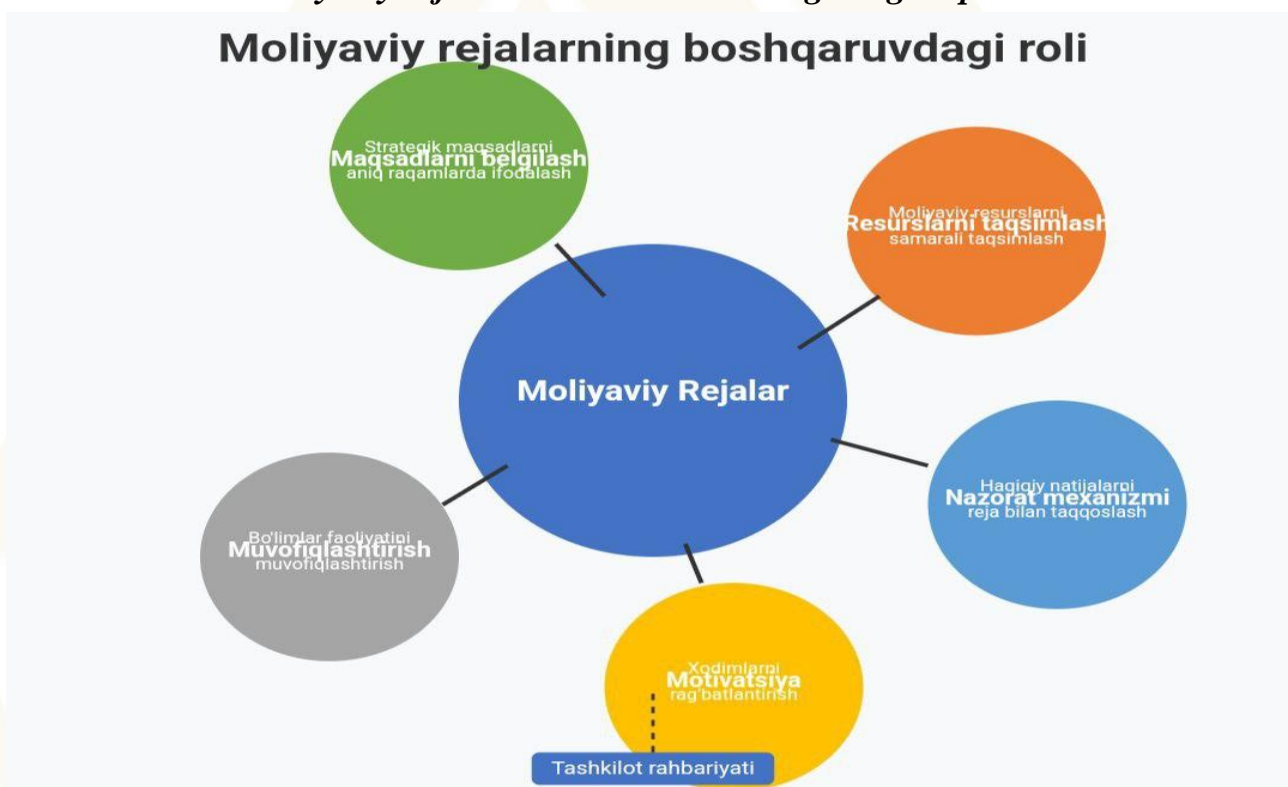 Moliyaviy rejalarning boshqaruvdagi roli
Strategik maqsadlarni
Maqsadlarni belgilash
aniq raqamlarda ifodalash
Moliyaviy resurslarni
Resurslarni taqsimlash
samarali taqsimlash
Moliyaviy Rejalar
Haqiqiy natijalarni
Nazorat mexanizmi
reja bilan taqqoslash
Bo'limlar faoliyatini
Muvofiqlashtirish
muvofiqlashtirish
Xodimlarni
Motivatsiya
rag'batlantirish
Tashkilot rahbariyati